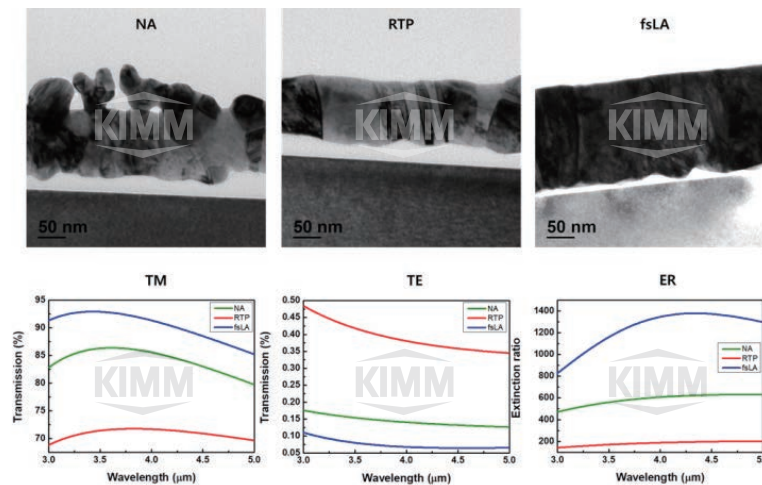 NA
RTP
fsLA
KIMM
KIMM
KIMM
50 nm
50 nm
50 nm
TM
TE
ER
Transmission (%)
95
90
85
80
75
70
3.0
3.5
4.0
4.5
5.0
Wavelength (μm)
NA
RTP
fsLA
KIMM
Transmission (%)
0.50
0.45
0.40
0.35
0.30
0.25
0.20
0.15
0.10
0.05
3.0
3.5
4.0
4.5
5.0
Wavelength (μm)
NA
RTP
fsLA
KIMM
Extinction ratio
1400
1200
1000
800
600
400
200
3.0
3.5
4.0
4.5
5.0
Wavelength (μm)
NA
RTP
fsLA
KIMM